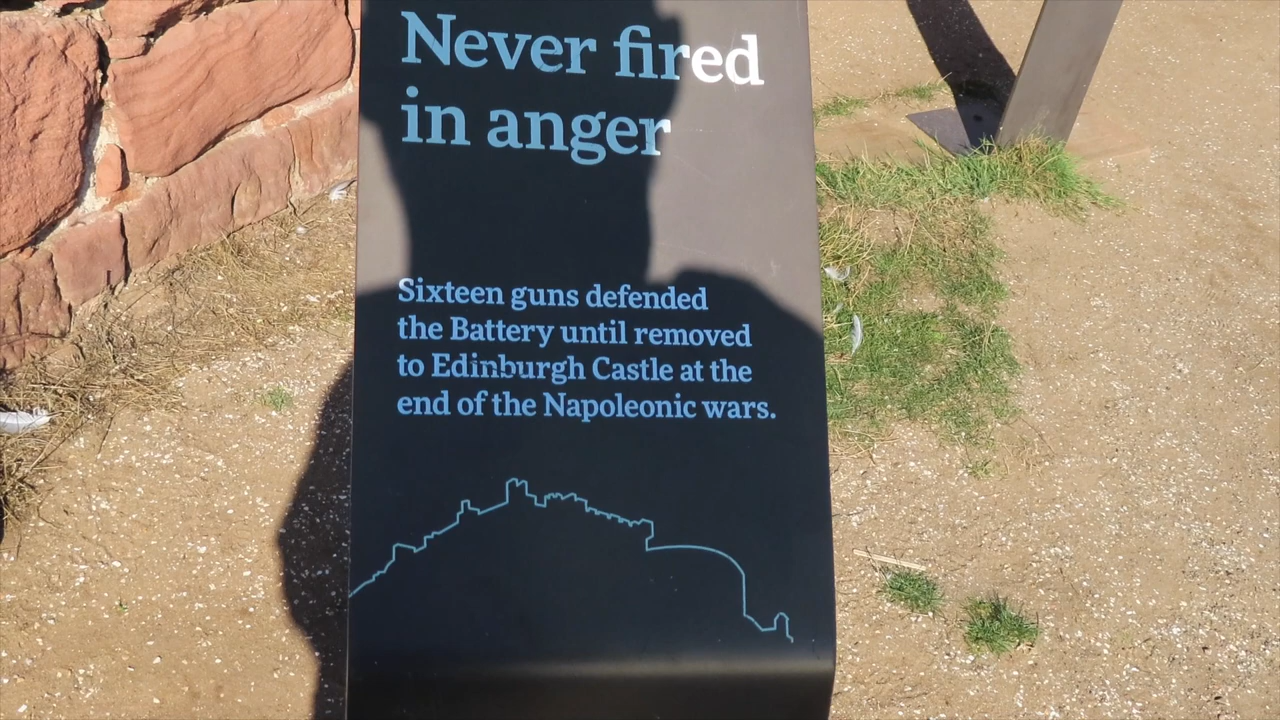 Never fired
in anger
Sixteen guns defended
the Battery until removed
to Edinburgh Castle at the
end of the Napoleonic wars.